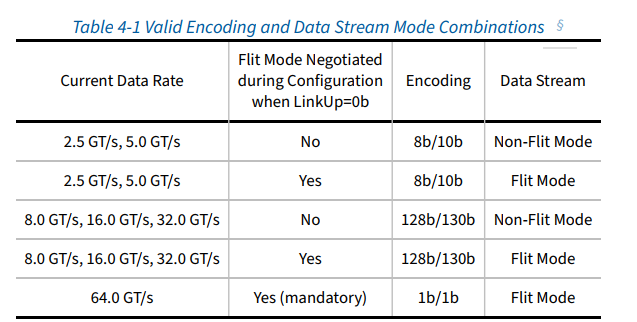 Table 4-1 Valid Encoding and Data Stream Mode Combinations §
Current Data Rate
Flit Mode Negotiated
during Configuration
when LinkUp=0b
Encoding
Data Stream
2.5 GT/s, 5.0 GT/s No 8b/10b Non-Flit Mode
2.5 GT/s, 5.0 GT/s Yes 8b/10b Flit Mode
8.0 GT/s, 16.0 GT/s, 32.0 GT/s No 128b/130b Non-Flit Mode
8.0 GT/s, 16.0 GT/s, 32.0 GT/s Yes 128b/130b Flit Mode
64.0 GT/s Yes (mandatory) 1b/1b Flit Mode